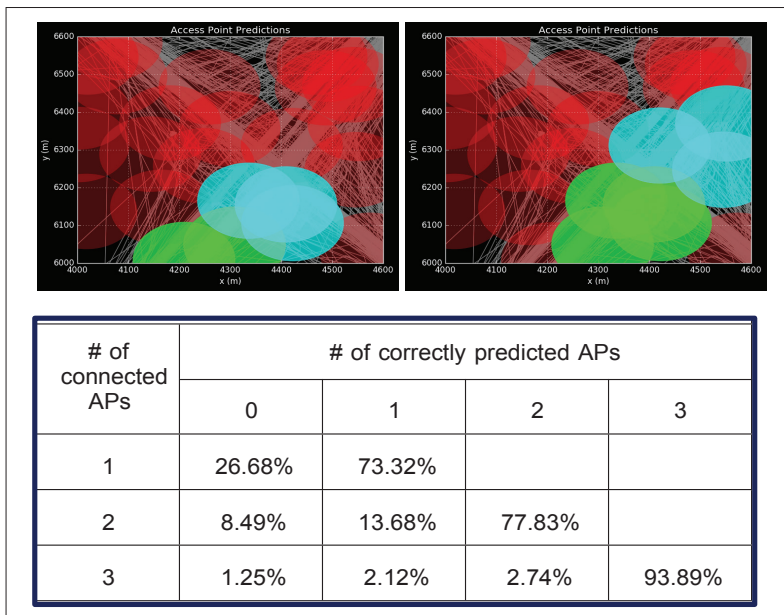 Access Point Predictions
6600
6500
6400
6300
6200
6100
6000
y (m)
4000 4100 4200 4300 4400 4500 4600
x (m)
Access Point Predictions
6600
6500
6400
6300
6200
6100
6000
y (m)
4000 4100 4200 4300 4400 4500 4600
x (m)
# of connected APs
# of correctly predicted APs
0 1 2 3
1 26.68% 73.32%
2 8.49% 13.68% 77.83%
3 1.25% 2.12% 2.74% 93.89%